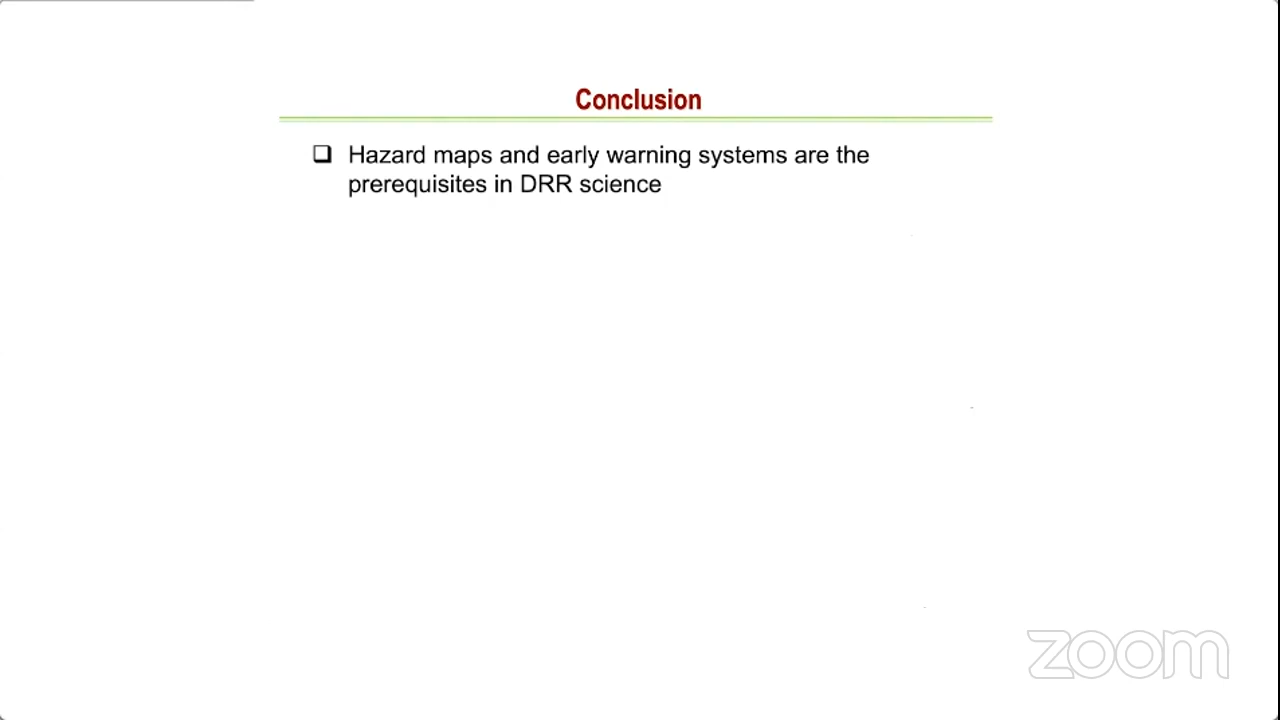 Conclusion
❑ Hazard maps and early warning systems are the
prerequisites in DRR science
zoom